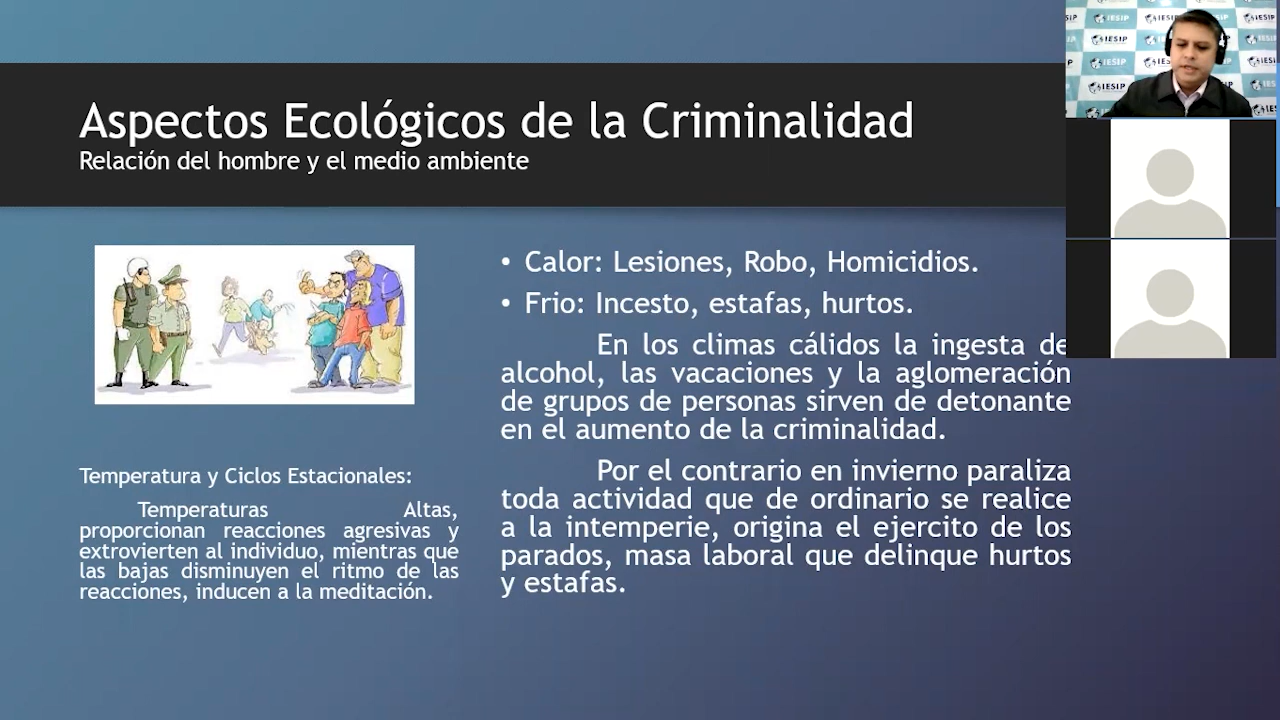 Aspectos Ecológicos de la Criminalidad
Relación del hombre y el medio ambiente
Temperatura y Ciclos Estacionales:
Temperaturas Altas,
proporcionan reacciones agresivas y
extrovierten al individuo, mientras que
las bajas disminuyen el ritmo de las
reacciones, inducen a la meditación.
• Calor: Lesiones, Robo, Homicidios.
• Frio: Incesto, estafas, hurtos.
En los climas cálidos la ingesta de
alcohol, las vacaciones y la aglomeración
de grupos de personas sirven de detonante
en el aumento de la criminalidad.
Por el contrario en invierno paraliza
toda actividad que de ordinario se realice
a la intemperie, origina el ejercito de los
parados, masa laboral que delinque hurtos
y estafas.
IESIP
IESIP
IESIP
IESIP